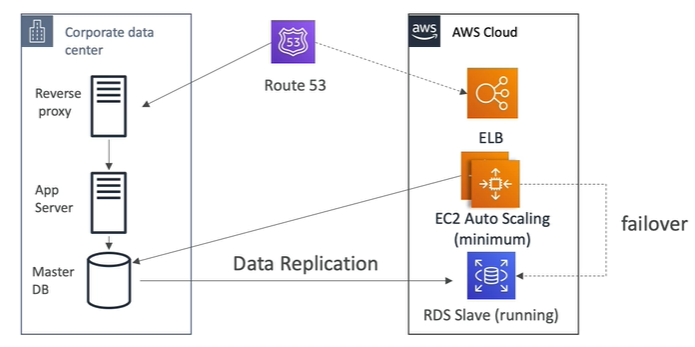 Corporate data
center
53
Route 53
aws
AWS Cloud
Reverse
proxy
ELB
App
Server
EC2 Auto Scaling
(minimum)
failover
Master
DB
Data Replication
RDS Slave (running)